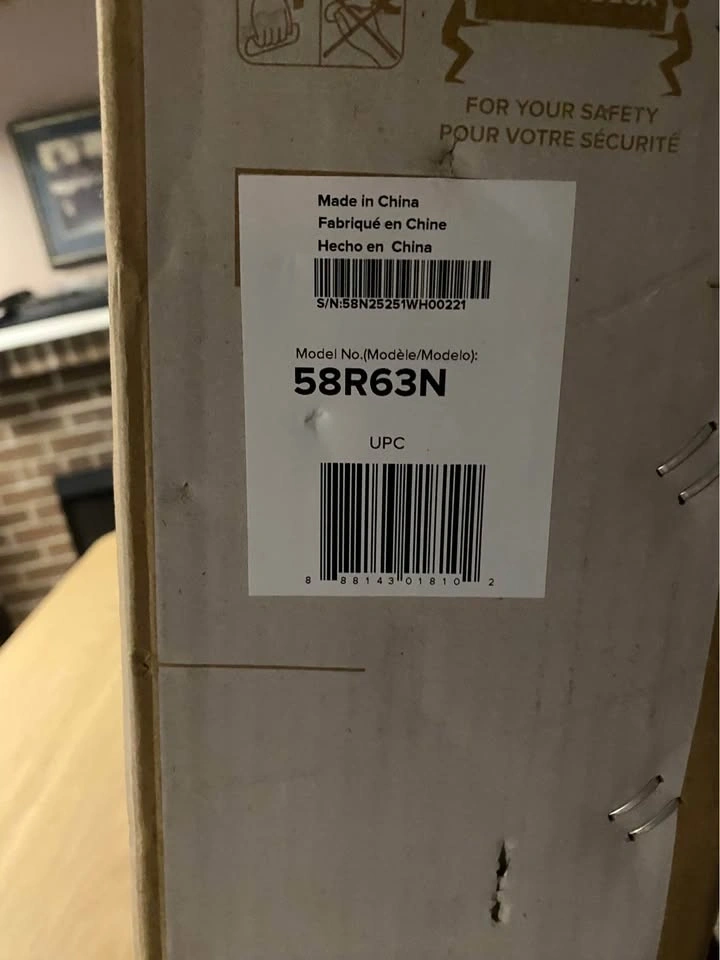 FOR YOUR SAFETY
POUR VOTRE SÉCURITÉ
Made in China
Fabriqué en Chine
Hecho en China
S/N:58N25251WH00221
Model No.(Modèle/Modelo):
58R63N
UPC
8 88143 01810 2